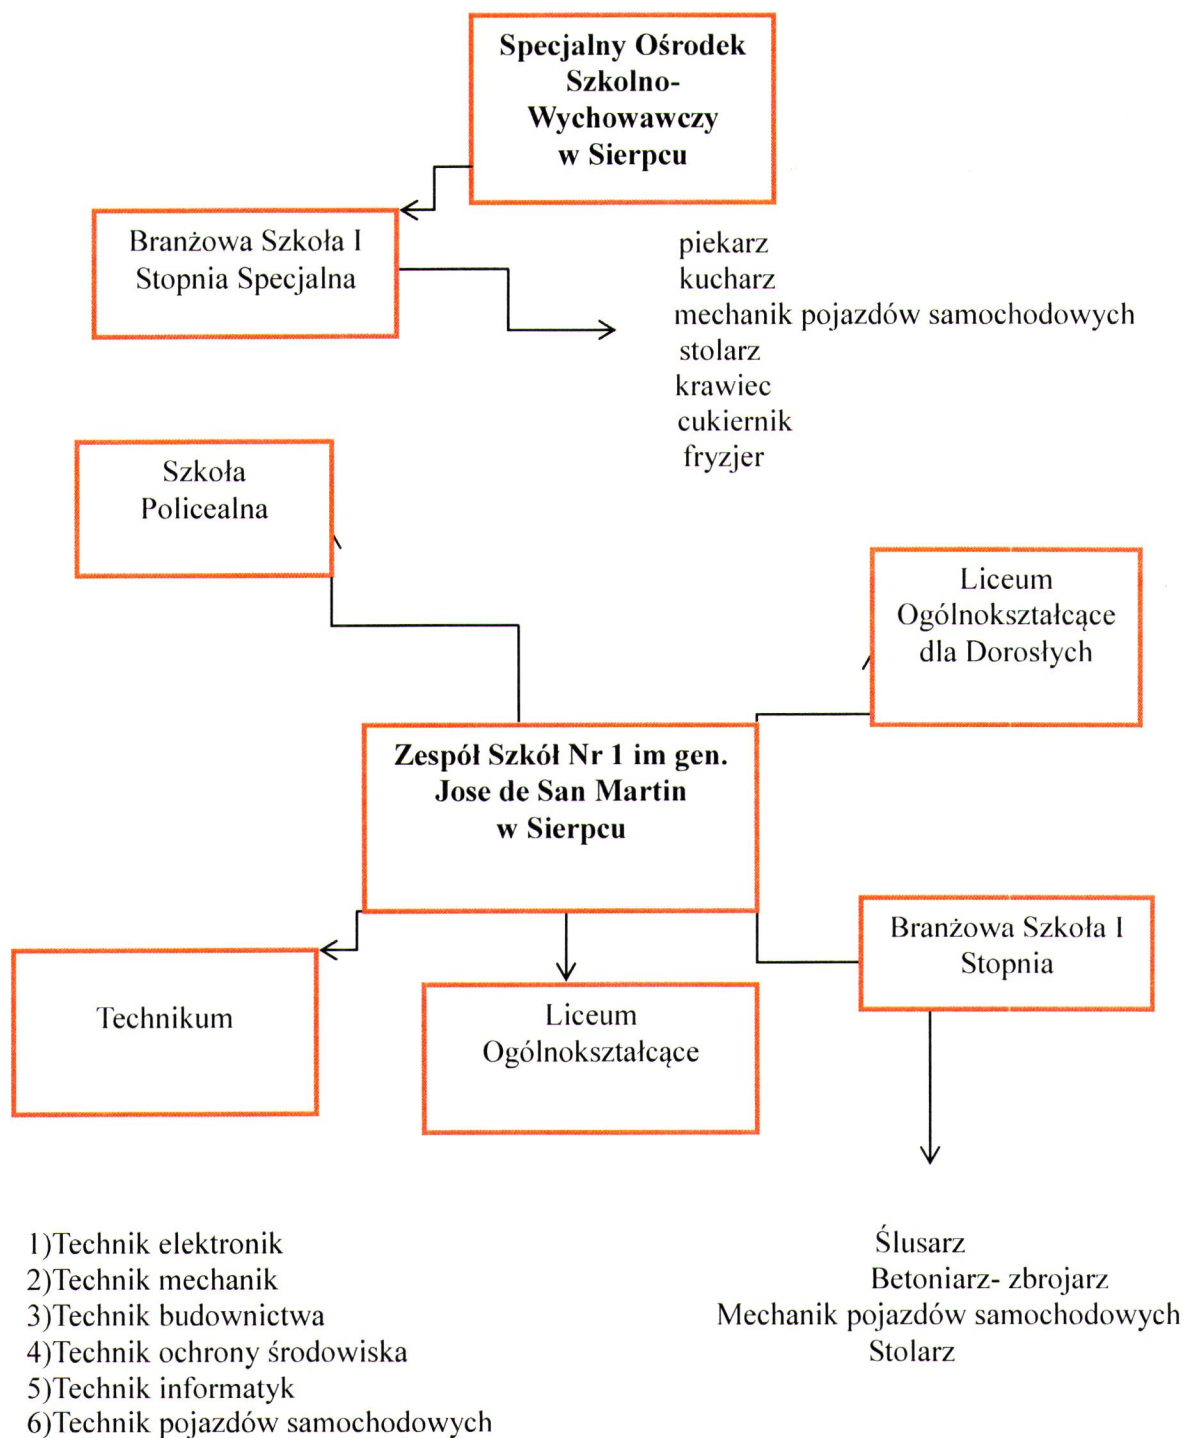 Specjalny Ośrodek
Szkolno-
Wychowawczy
w Sierpcu
Branżowa Szkoła I
Stopnia Specjalna
piekarz
kucharz
mechanik pojazdów samochodowych
stolarz
krawiec
cukiernik
fryzjer
Szkoła
Policealna
Liceum
Ogólnokształcące
dla Dorosłych
Zespół Szkół Nr 1 im gen.
Jose de San Martin
w Sierpcu
Branżowa Szkoła I
Stopnia
Technikum
Liceum
Ogólnokształcące
1)Technik elektronik
2)Technik mechanik
3)Technik budownictwa
4)Technik ochrony środowiska
5)Technik informatyk
6)Technik pojazdów samochodowych
Ślusarz
Betoniarz- zbrojarz
Mechanik pojazdów samochodowych
Stolarz